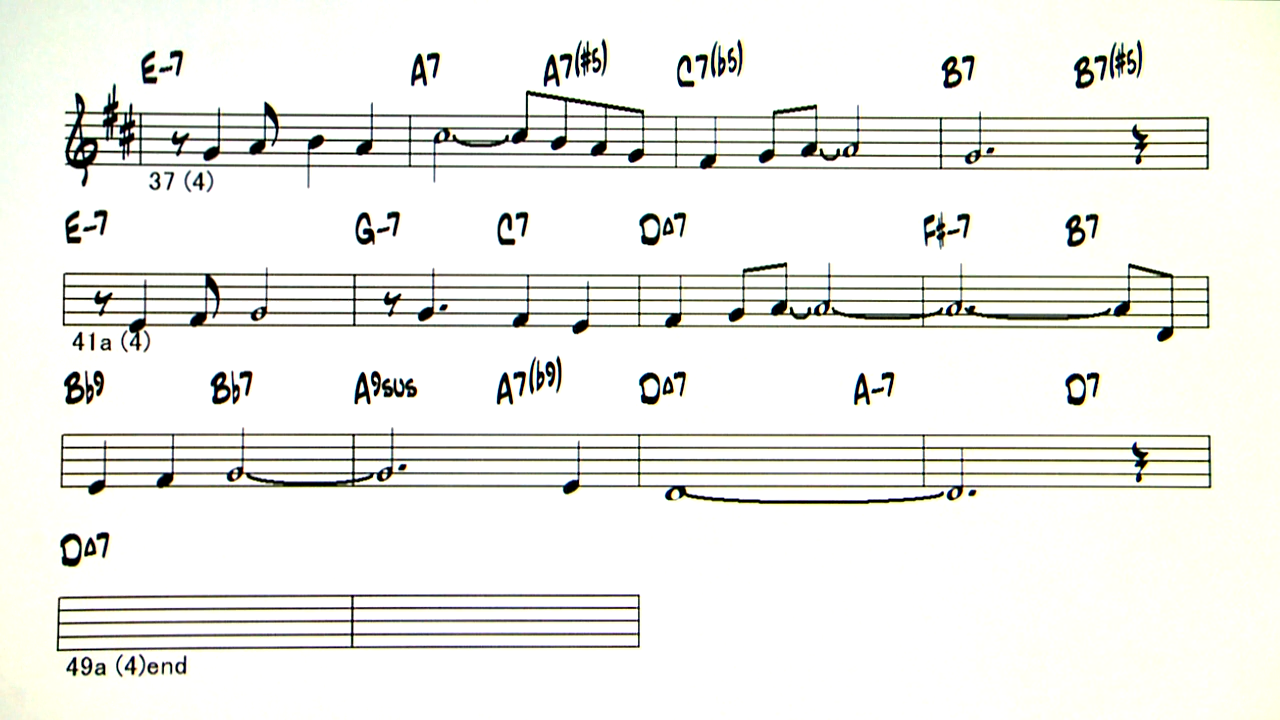 E-7 A7 A7(#5) C7(b5) B7 B7(#5)
37 (4)
E-7 G-7 C7 D△7 F#-7 B7
41a (4)
Bb9 Bb7 A9sus A7(b9) D△7 A-7 D7
D△7
49a (4)end